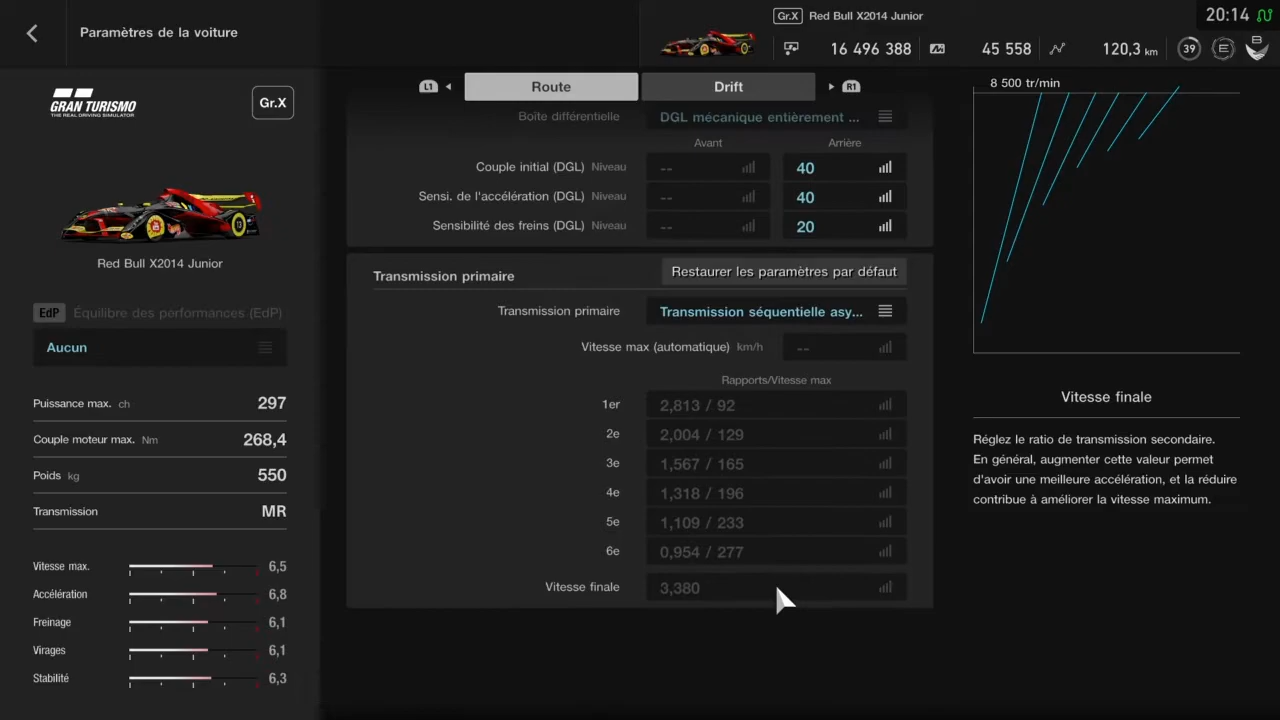 Paramètres de la voiture
Gr.X Red Bull X2014 Junior
20:14
16 496 388 45 558 120,3 km 39 E B
GRAN TURISMO
THE REAL DRIVING SIMULATOR
Gr.X
Red Bull X2014 Junior
EdP Équilibre des performances (EdP)
Aucun
Puissance max. ch 297
Couple moteur max. Nm 268,4
Poids kg 550
Transmission MR
Vitesse max. 6,5
Accélération 6,8
Freinage 6,1
Virages 6,1
Stabilité 6,3
L1 Route Drift R1
Boîte différentielle DGL mécanique entièrement ...
Avant Arrière
Couple initial (DGL) Niveau -- 40
Sensi. de l'accélération (DGL) Niveau -- 40
Sensibilité des freins (DGL) Niveau -- 20
Transmission primaire Restaurer les paramètres par défaut
Transmission primaire Transmission séquentielle asy...
Vitesse max (automatique) km/h --
Rapports/Vitesse max
1er 2,813 / 92
2e 2,004 / 129
3e 1,567 / 165
4e 1,318 / 196
5e 1,109 / 233
6e 0,954 / 277
Vitesse finale 3,380
8 500 tr/min
Vitesse finale
Réglez le ratio de transmission secondaire.
En général, augmenter cette valeur permet
d'avoir une meilleure accélération, et la réduire
contribue à améliorer la vitesse maximum.